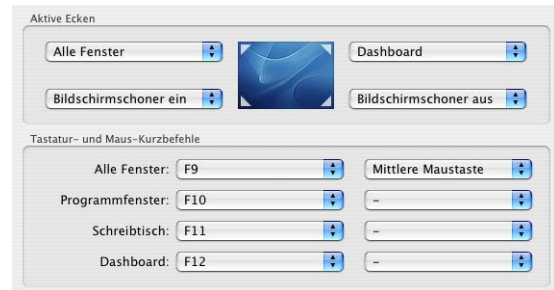 Aktive Ecken
Alle Fenster Dashboard
Bildschirmschoner ein Bildschirmschoner aus
Tastatur- und Maus-Kurzbefehle
Alle Fenster: F9 Mittlere Maustaste
Programmfenster: F10 –
Schreibtisch: F11 –
Dashboard: F12 –